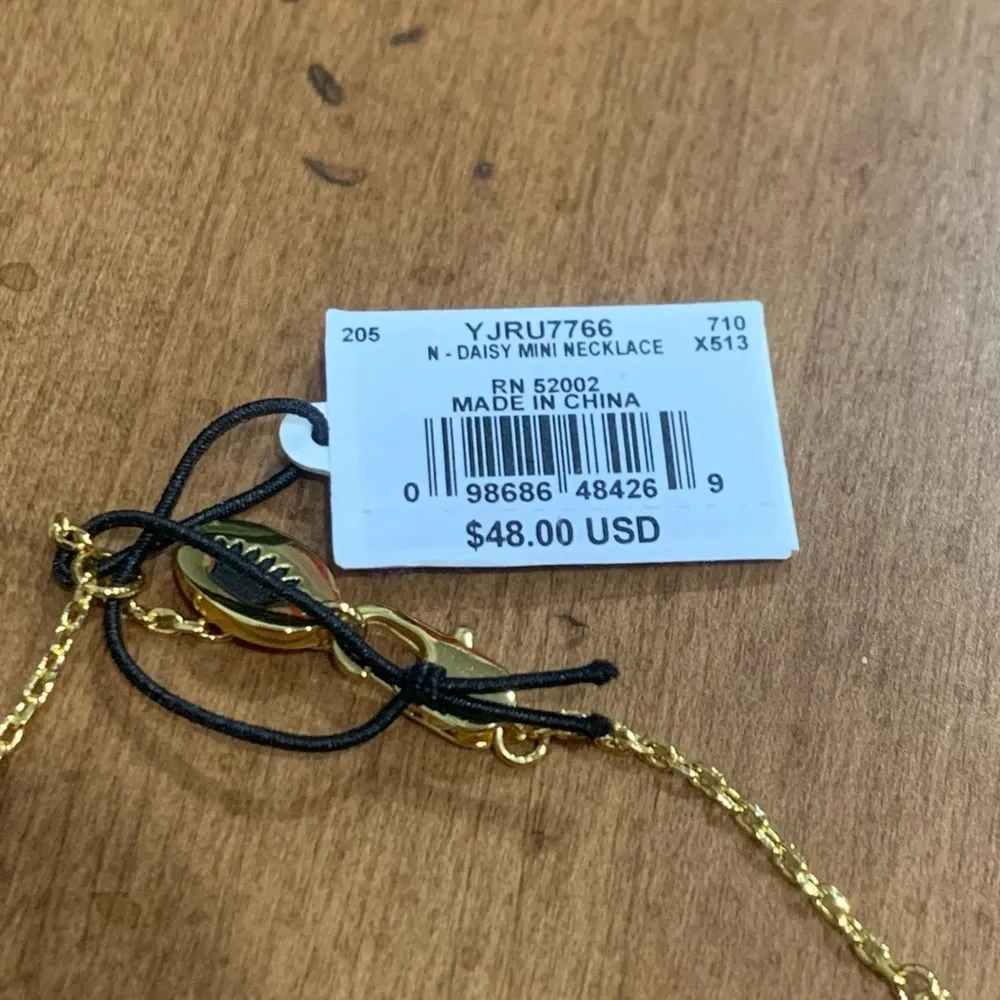 205 YJRU7766 710
N - DAISY MINI NECKLACE X513
RN 52002
MADE IN CHINA
0 98686 48426 9
$48.00 USD